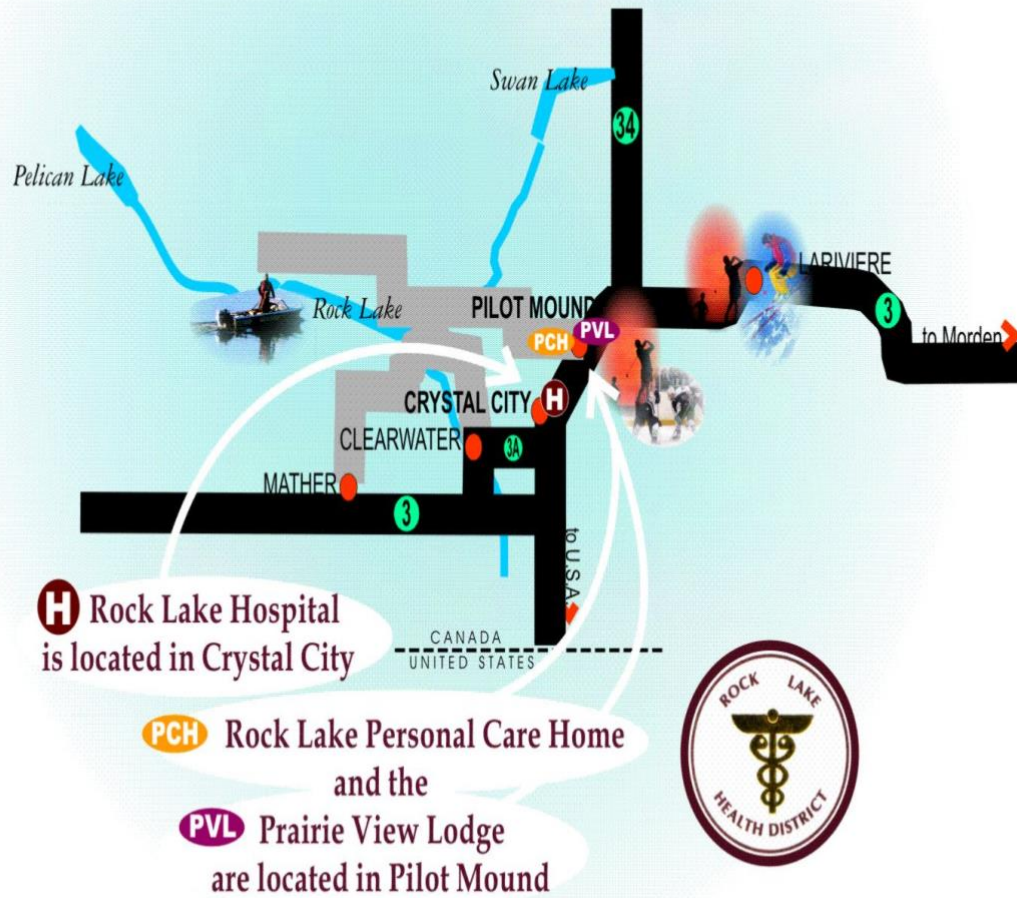 Swan Lake
34
Pelican Lake
LARIVIERE
Rock Lake
PILOT MOUND
3
PCH
PVL
to Morden
CRYSTAL CITY
H
CLEARWATER
3A
MATHER
3
to U.S.A.
H Rock Lake Hospital
is located in Crystal City
CANADA
UNITED STATES
PCH Rock Lake Personal Care Home
and the
PVL Prairie View Lodge
are located in Pilot Mound
ROCK LAKE
HEALTH DISTRICT